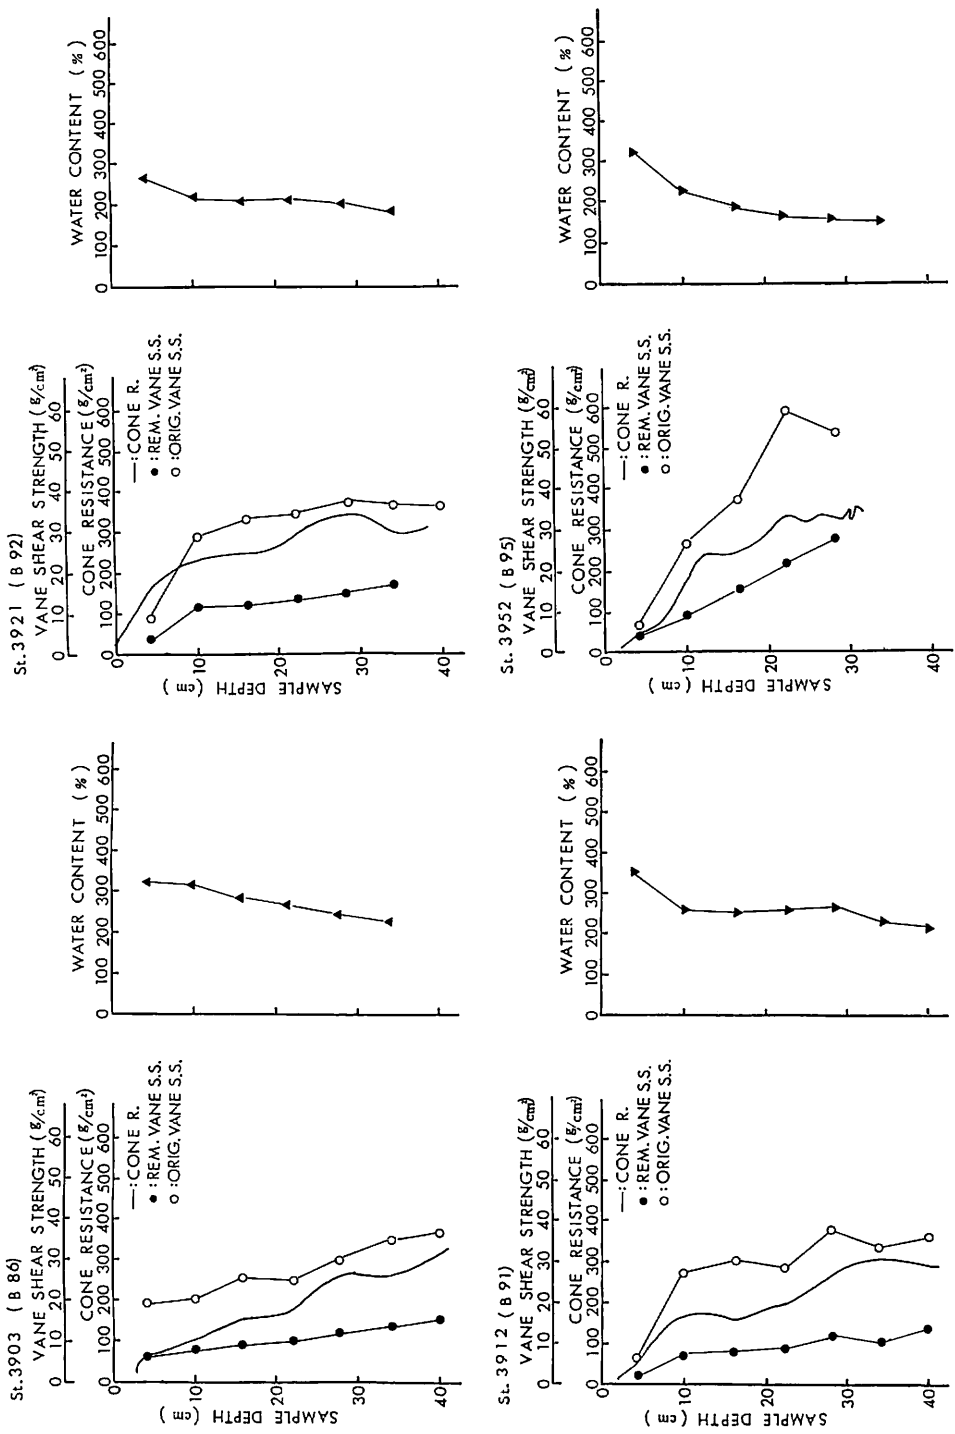 St. 3903 (B 86)
VANE SHEAR STRENGTH (g/cm²)
0 10 20 30 40 50 60
CONE RESISTANCE (g/cm²)
0 100 200 300 400 500 600
—: CONE R.
● : REM. VANE S.S.
○ : ORIG. VANE S.S.
0 10 20 30 40
SAMPLE DEPTH (cm)
WATER CONTENT (%)
0 100 200 300 400 500 600
St. 3921 (B 92)
VANE SHEAR STRENGTH (g/cm²)
0 10 20 30 40 50 60
CONE RESISTANCE (g/cm²)
0 100 200 300 400 500 600
—: CONE R.
● : REM. VANE S.S.
○ : ORIG. VANE S.S.
0 10 20 30 40
SAMPLE DEPTH (cm)
WATER CONTENT (%)
0 100 200 300 400 500 600
St. 3912 (B 91)
VANE SHEAR STRENGTH (g/cm²)
0 10 20 30 40 50 60
CONE RESISTANCE (g/cm²)
0 100 200 300 400 500 600
—: CONE R.
● : REM. VANE S.S.
○ : ORIG. VANE S.S.
0 10 20 30 40
SAMPLE DEPTH (cm)
WATER CONTENT (%)
0 100 200 300 400 500 600
St. 3952 (B 95)
VANE SHEAR STRENGTH (g/cm²)
0 10 20 30 40 50 60
CONE RESISTANCE (g/cm²)
0 100 200 300 400 500 600
—: CONE R.
● : REM. VANE S.S.
○ : ORIG. VANE S.S.
0 10 20 30 40
SAMPLE DEPTH (cm)
WATER CONTENT (%)
0 100 200 300 400 500 600